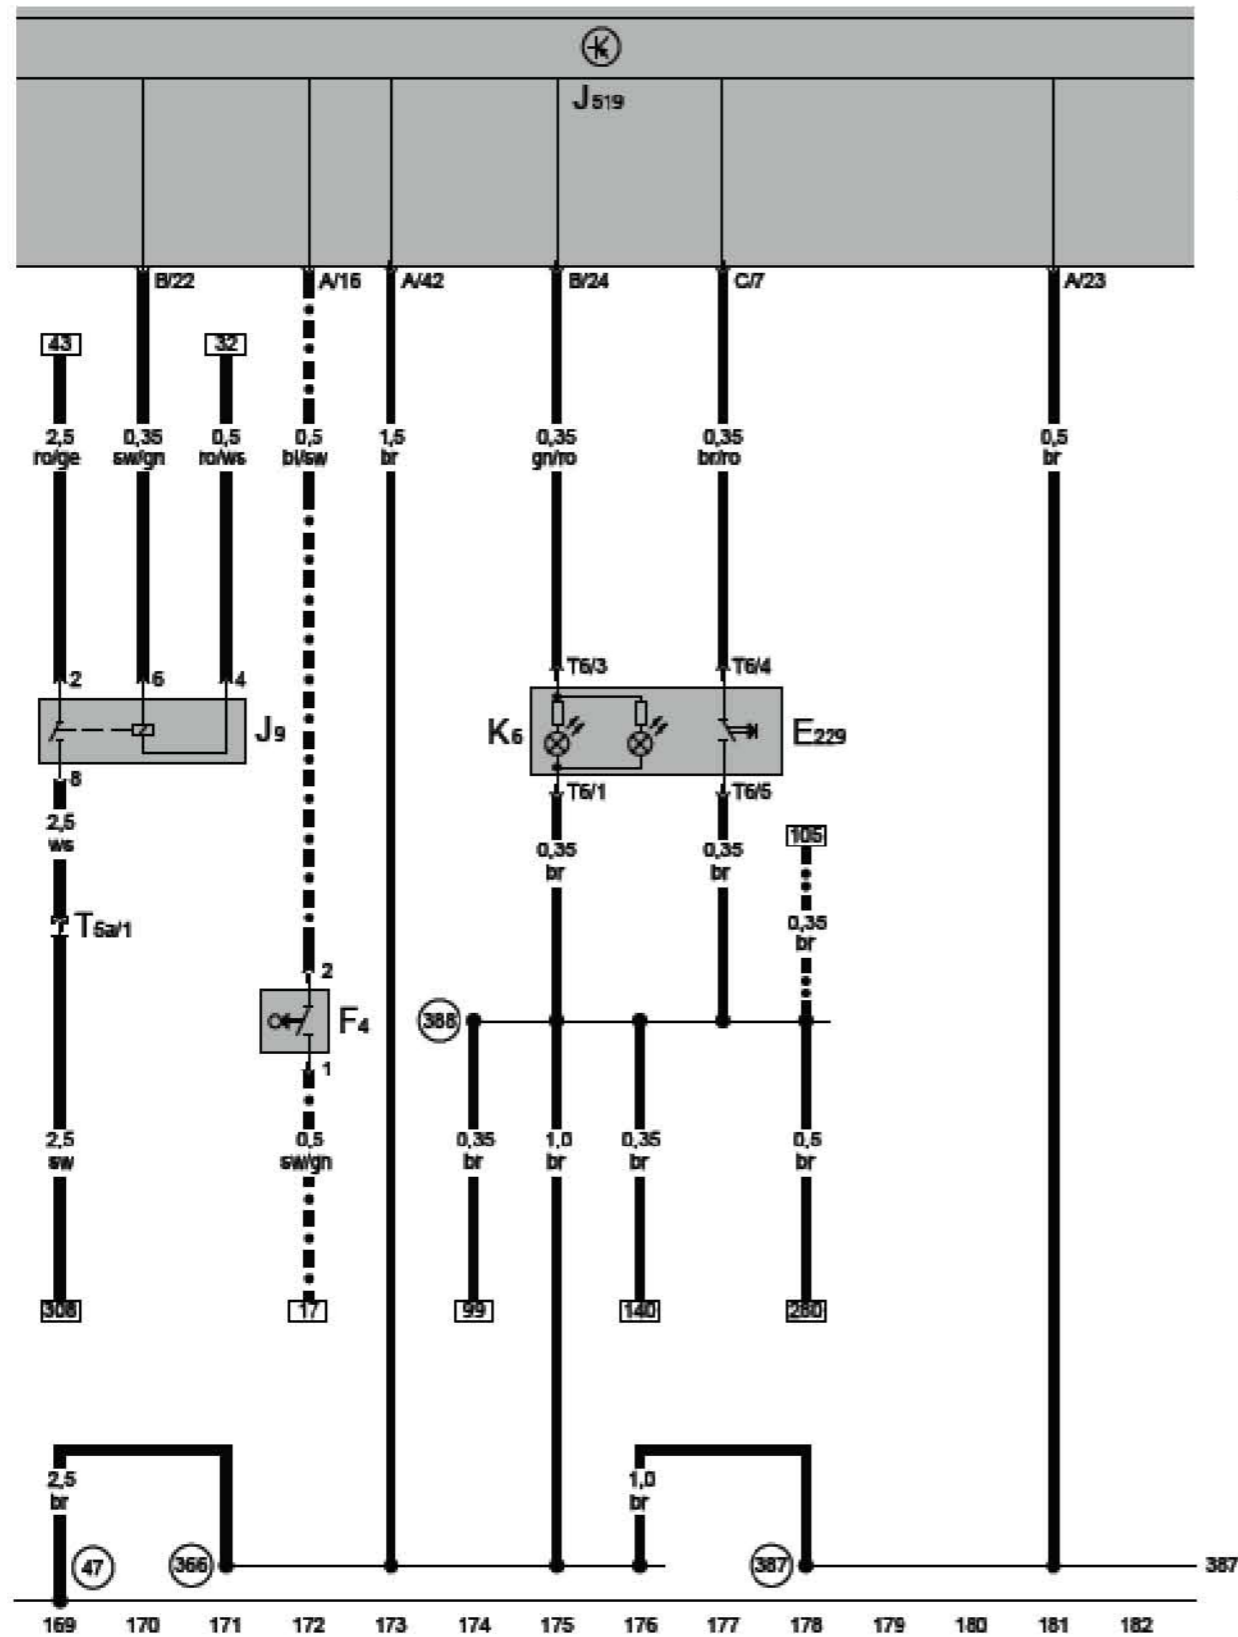 J519
B/22 A/16 A/42 B/24 C/7 A/23
43 32
2,5 0,35 0,5 0,5 1,5 0,35 0,35 0,5
ro/ge sw/gn ro/ws bl/sw br gn/ro br/ro br
T6/3 T6/4
2 6 4
J9 K6 E229
8 T6/1 T6/5
2,5
ws
105
0,35 0,35
br br
T5a/1 0,35
br
2
388 F4
1
2,5 0,5 0,35 1,0 0,35 0,5
sw sw/gn br br br br
308 17 99 140 280
2,5 1,0
br br
47 366 387 387
169 170 171 172 173 174 175 176 177 178 179 180 181 182